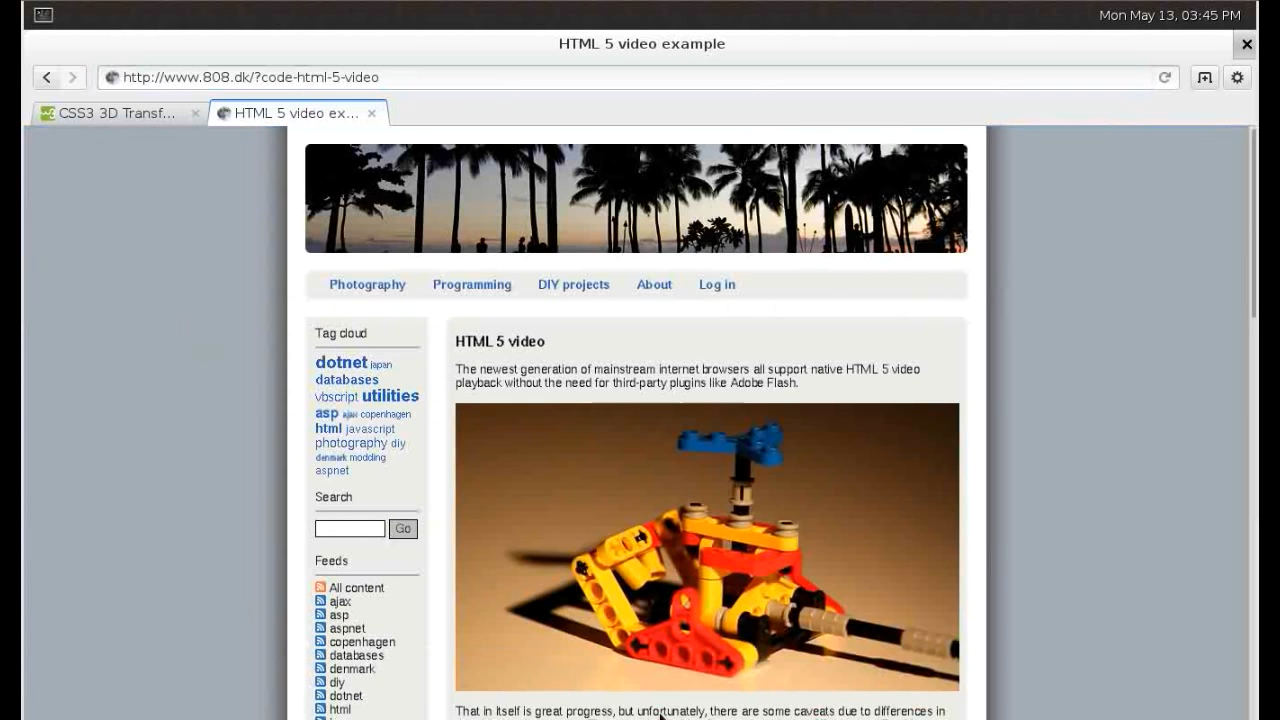 Mon May 13, 03:45 PM
HTML 5 video example
http://www.808.dk/?code-html-5-video
CSS3 3D Transf...
HTML 5 video ex...
Photography Programming DIY projects About Log in
Tag cloud
dotnet japan
databases
vbscript utilities
asp ajax copenhagen
html javascript
photography diy
denmark modding
aspnet
Search
Go
Feeds
All content
ajax
asp
aspnet
copenhagen
databases
denmark
diy
dotnet
html
HTML 5 video
The newest generation of mainstream internet browsers all support native HTML 5 video
playback without the need for third-party plugins like Adobe Flash.
That in itself is great progress, but unfortunately, there are some caveats due to differences in